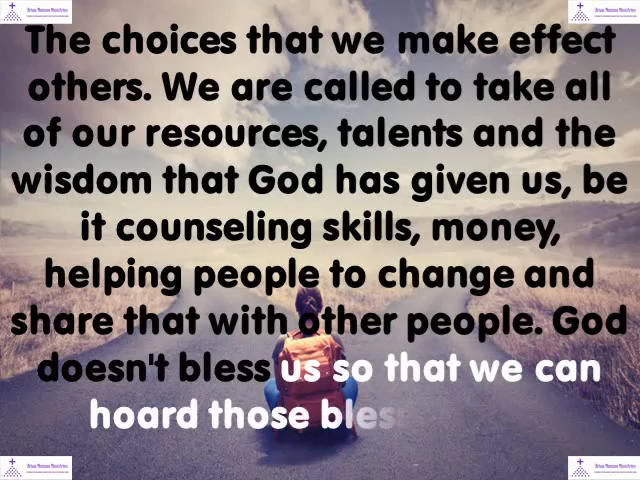 The choices that we make effect
others. We are called to take all
of our resources, talents and the
wisdom that God has given us, be
it counseling skills, money,
helping people to change and
share that with other people. God
doesn't bless us so that we can
hoard those bles